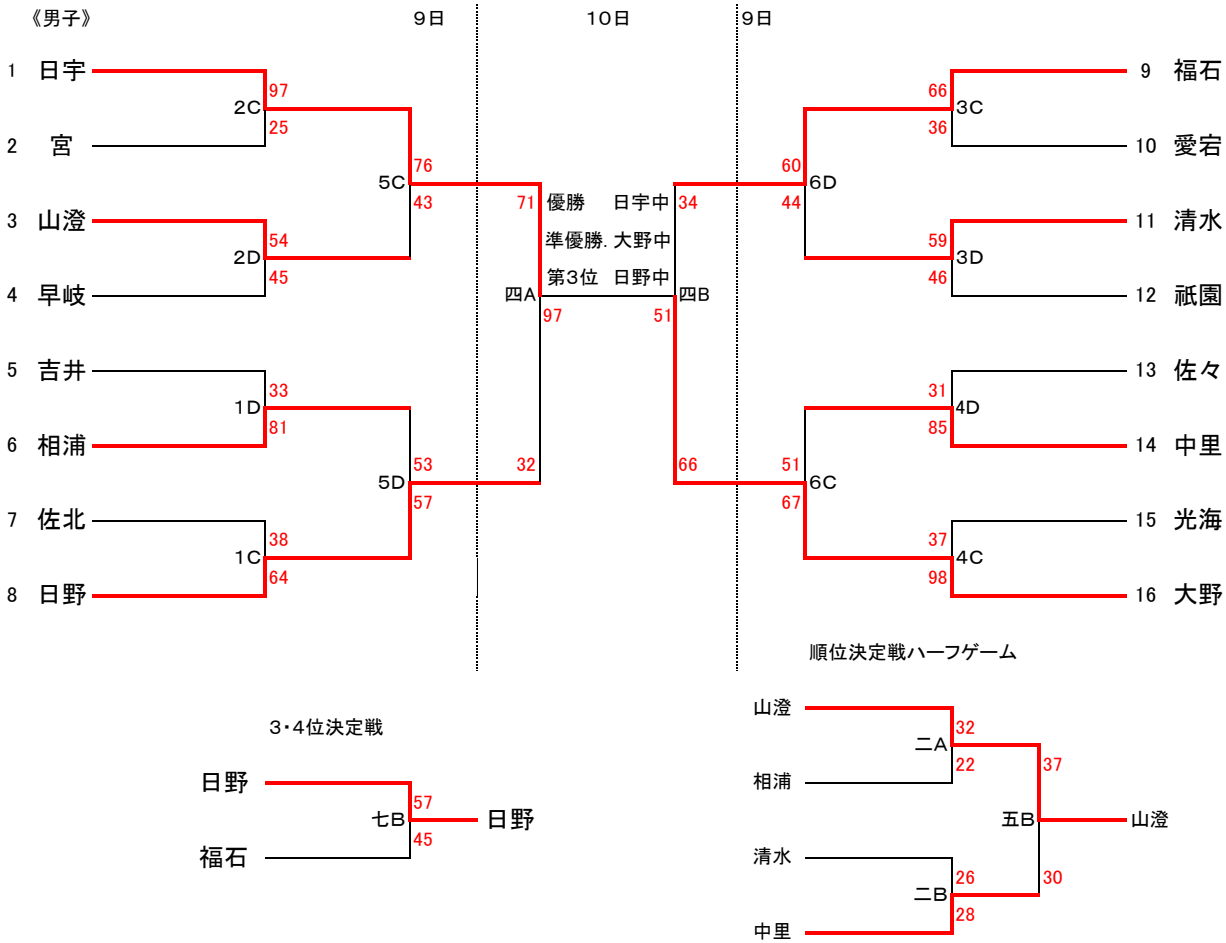 《男子》 9日 10日 9日
1 日宇 97 66 9 福石
2C 3C
25 36
2 宮 10 愛宕
76 60
5C 6D
43 71 優勝 日宇中 34 44
3 山澄 54 59 11 清水
準優勝. 大野中
2D 3D
45 第3位 日野中 46
4 早岐 四A 四B 12 祇園
97 51
5 吉井 13 佐々
33 31
1D 4D
81 85
6 相浦 14 中里
53 32 66 51
5D 6C
57 67
7 佐北 15 光海
38 37
1C 4C
64 98
8 日野 16 大野
順位決定戦ハーフゲーム
3・4位決定戦
日野 57
七B 日野
45
福石
山澄 32
二A
22 37
相浦
五B 山澄
清水
26 30
二B
28
中里